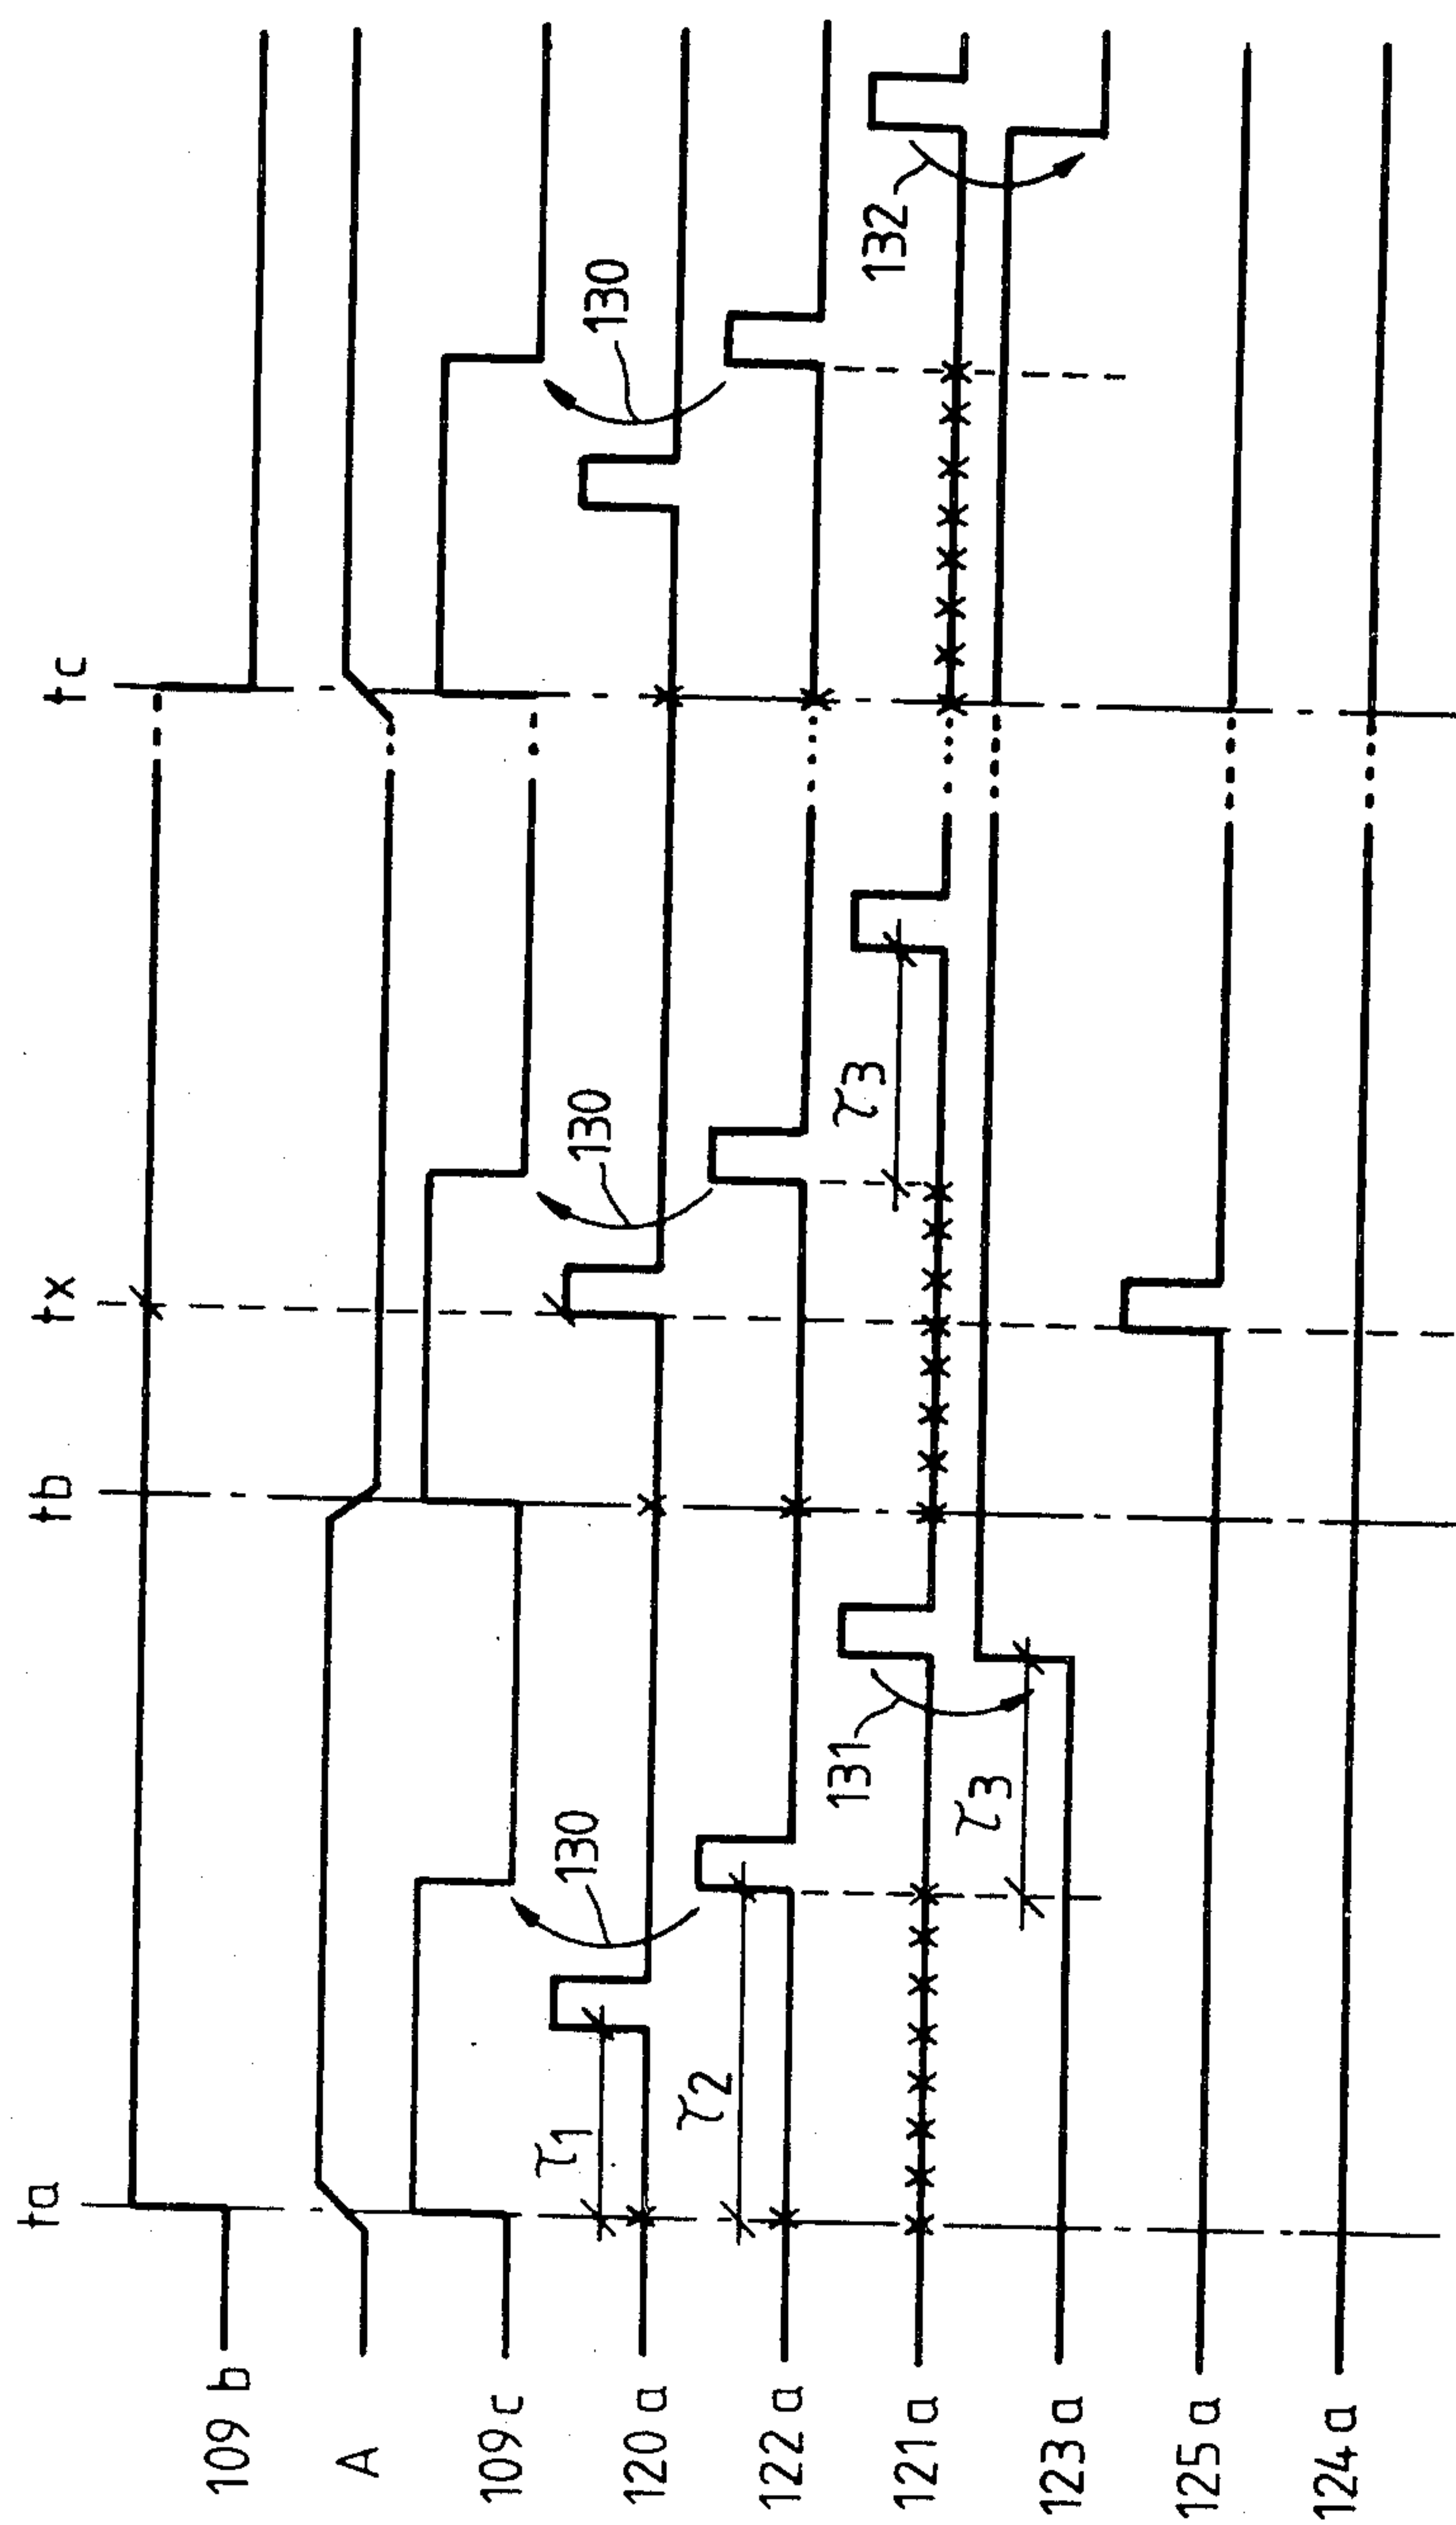 ta tb tx tc
109 b
A
109 c
130 130 130
120 a
τ1
122 a
τ2
τ3
121 a
131 132
123 a
τ3
125 a
124 a